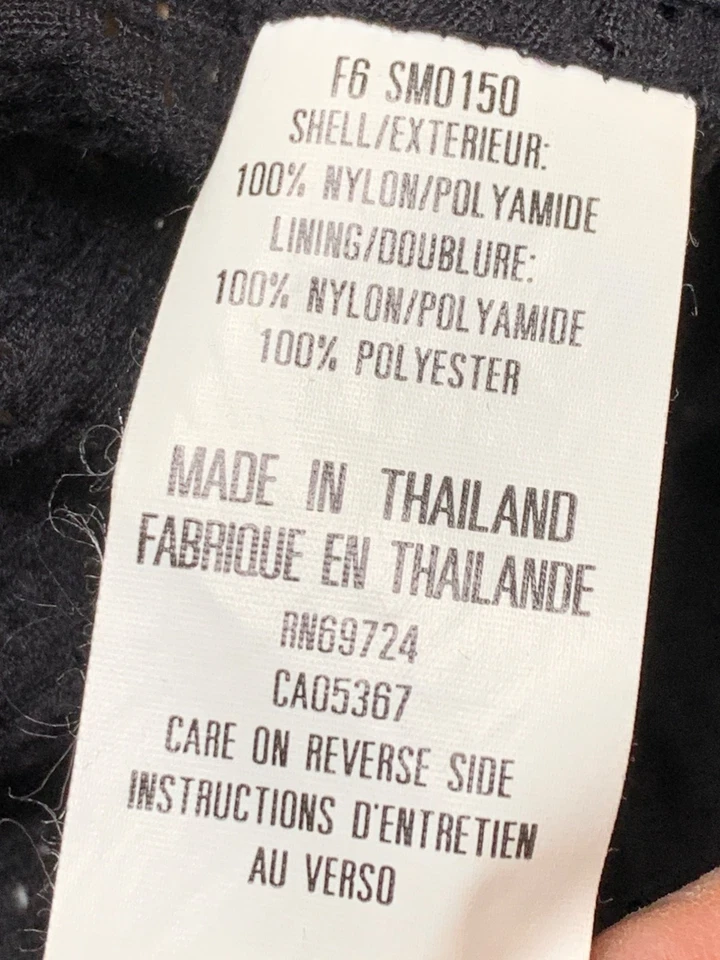 F6 SM0150
SHELL/EXTERIEUR:
100% NYLON/POLYAMIDE
LINING/DOUBLURE:
100% NYLON/POLYAMIDE
100% POLYESTER
MADE IN THAILAND
FABRIQUE EN THAILANDE
RN69724
CA05367
CARE ON REVERSE SIDE
INSTRUCTIONS D'ENTRETIEN
AU VERSO